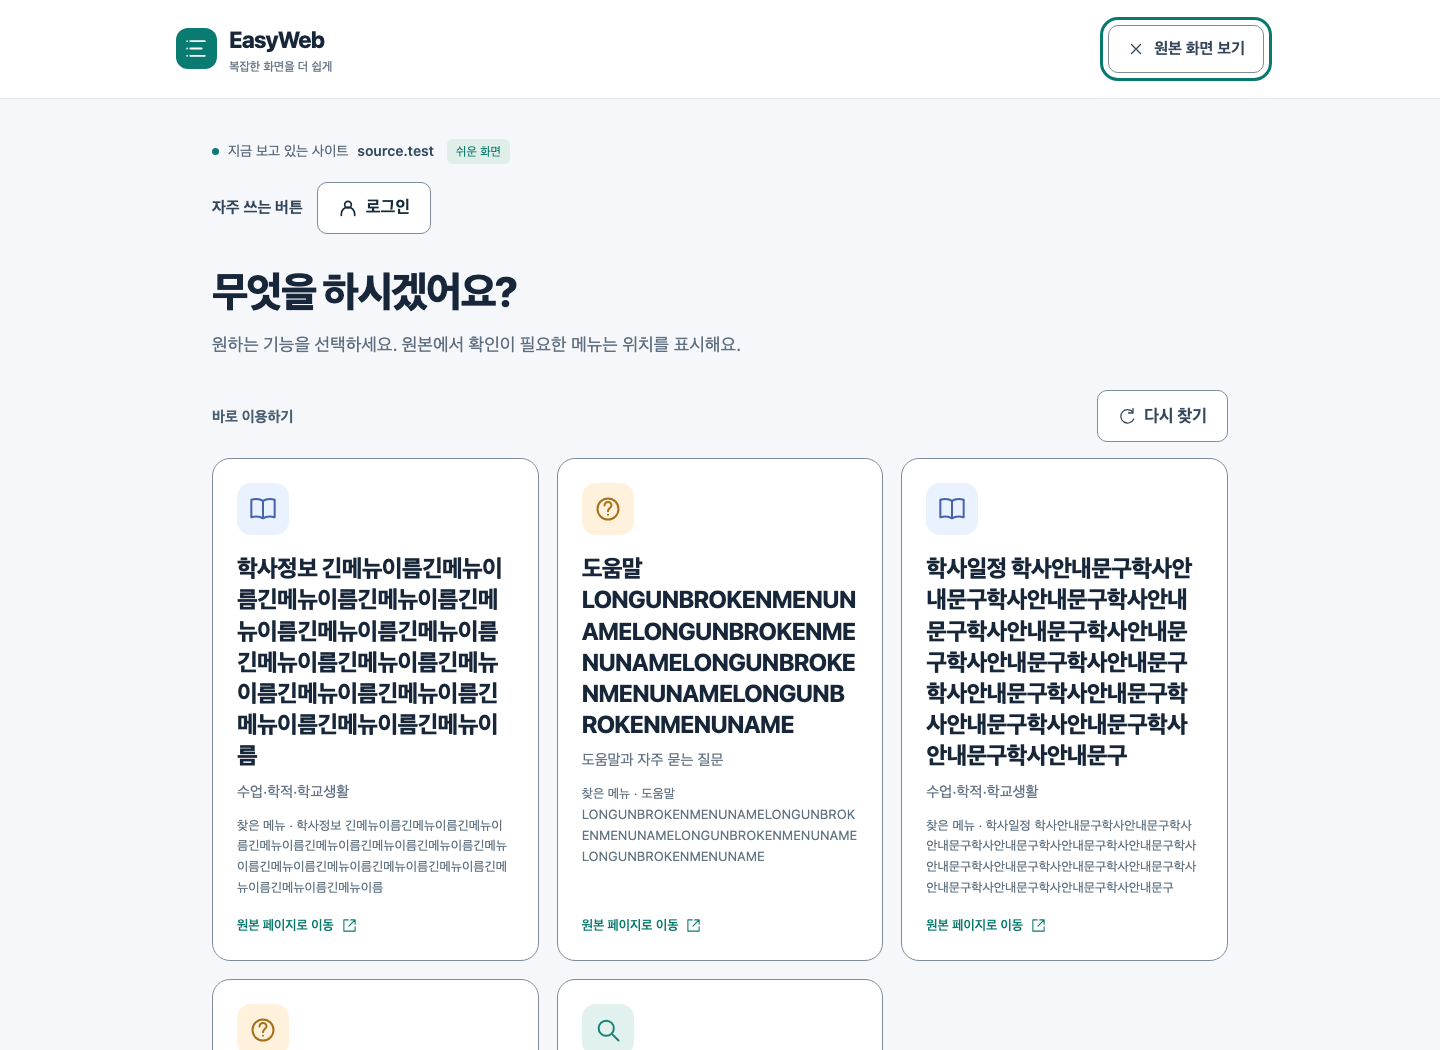 EasyWeb
복잡한 화면을 더 쉽게
원본 화면 보기
지금 보고 있는 사이트 source.test 쉬운 화면
자주 쓰는 버튼 로그인
무엇을 하시겠어요?
원하는 기능을 선택하세요. 원본에서 확인이 필요한 메뉴는 위치를 표시해요.
바로 이용하기
다시 찾기
학사정보 긴메뉴이름긴메뉴이
름긴메뉴이름긴메뉴이름긴메
뉴이름긴메뉴이름긴메뉴이름
긴메뉴이름긴메뉴이름긴메뉴
이름긴메뉴이름긴메뉴이름긴
메뉴이름긴메뉴이름긴메뉴이
름
수업·학적·학교생활
찾은 메뉴 · 학사정보 긴메뉴이름긴메뉴이름긴메뉴이
름긴메뉴이름긴메뉴이름긴메뉴이름긴메뉴이름긴메뉴
이름긴메뉴이름긴메뉴이름긴메뉴이름긴메뉴이름긴메
뉴이름긴메뉴이름긴메뉴이름
원본 페이지로 이동
도움말
LONGUNBROKENMENUN
AMELONGUNBROKENME
NUNAMELONGUNBROKE
NMENUNAMELONGUNB
ROKENMENUNAME
도움말과 자주 묻는 질문
찾은 메뉴 · 도움말
LONGUNBROKENMENUNAMELONGUNBROK
ENMENUNAMELONGUNBROKENMENUNAME
LONGUNBROKENMENUNAME
원본 페이지로 이동
학사일정 학사안내문구학사안
내문구학사안내문구학사안내
문구학사안내문구학사안내문
구학사안내문구학사안내문구
학사안내문구학사안내문구학
사안내문구학사안내문구학사
안내문구학사안내문구
수업·학적·학교생활
찾은 메뉴 · 학사일정 학사안내문구학사안내문구학사
안내문구학사안내문구학사안내문구학사안내문구학사
안내문구학사안내문구학사안내문구학사안내문구학사
안내문구학사안내문구학사안내문구학사안내문구
원본 페이지로 이동